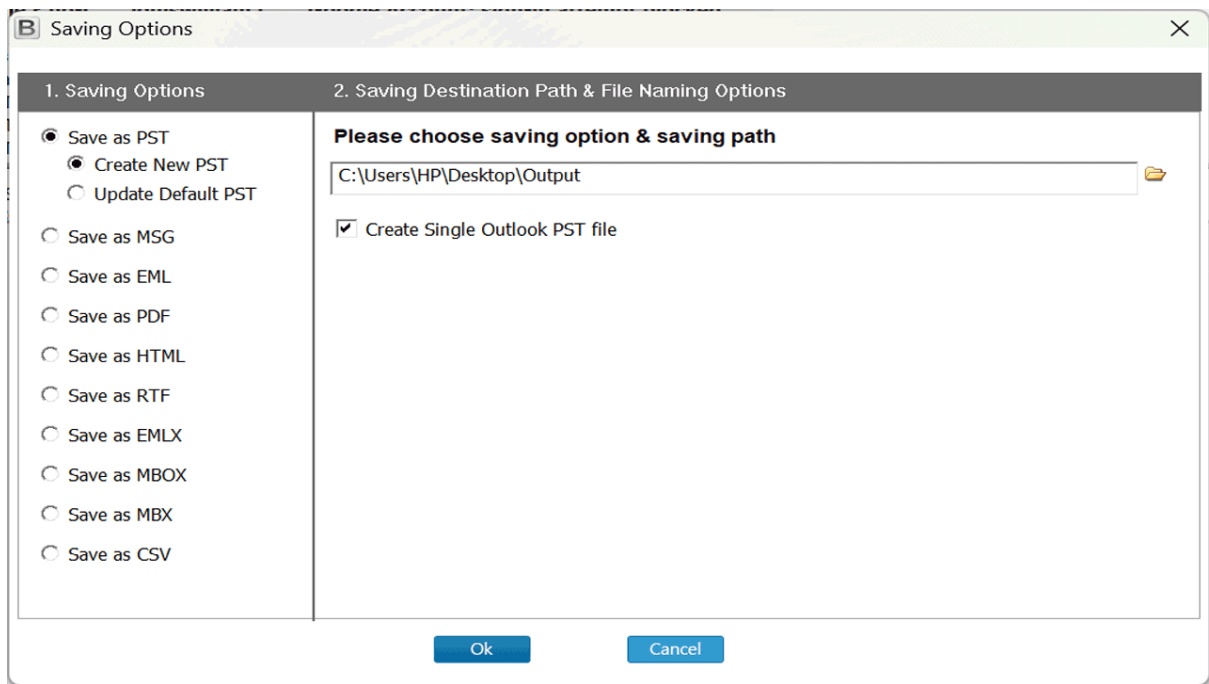 B Saving Options
1. Saving Options
2. Saving Destination Path & File Naming Options
Save as PST
Create New PST
Update Default PST
Save as MSG
Save as EML
Save as PDF
Save as HTML
Save as RTF
Save as EMLX
Save as MBOX
Save as MBX
Save as CSV
Please choose saving option & saving path
C:\Users\HP\Desktop\Output
Create Single Outlook PST file
Ok
Cancel